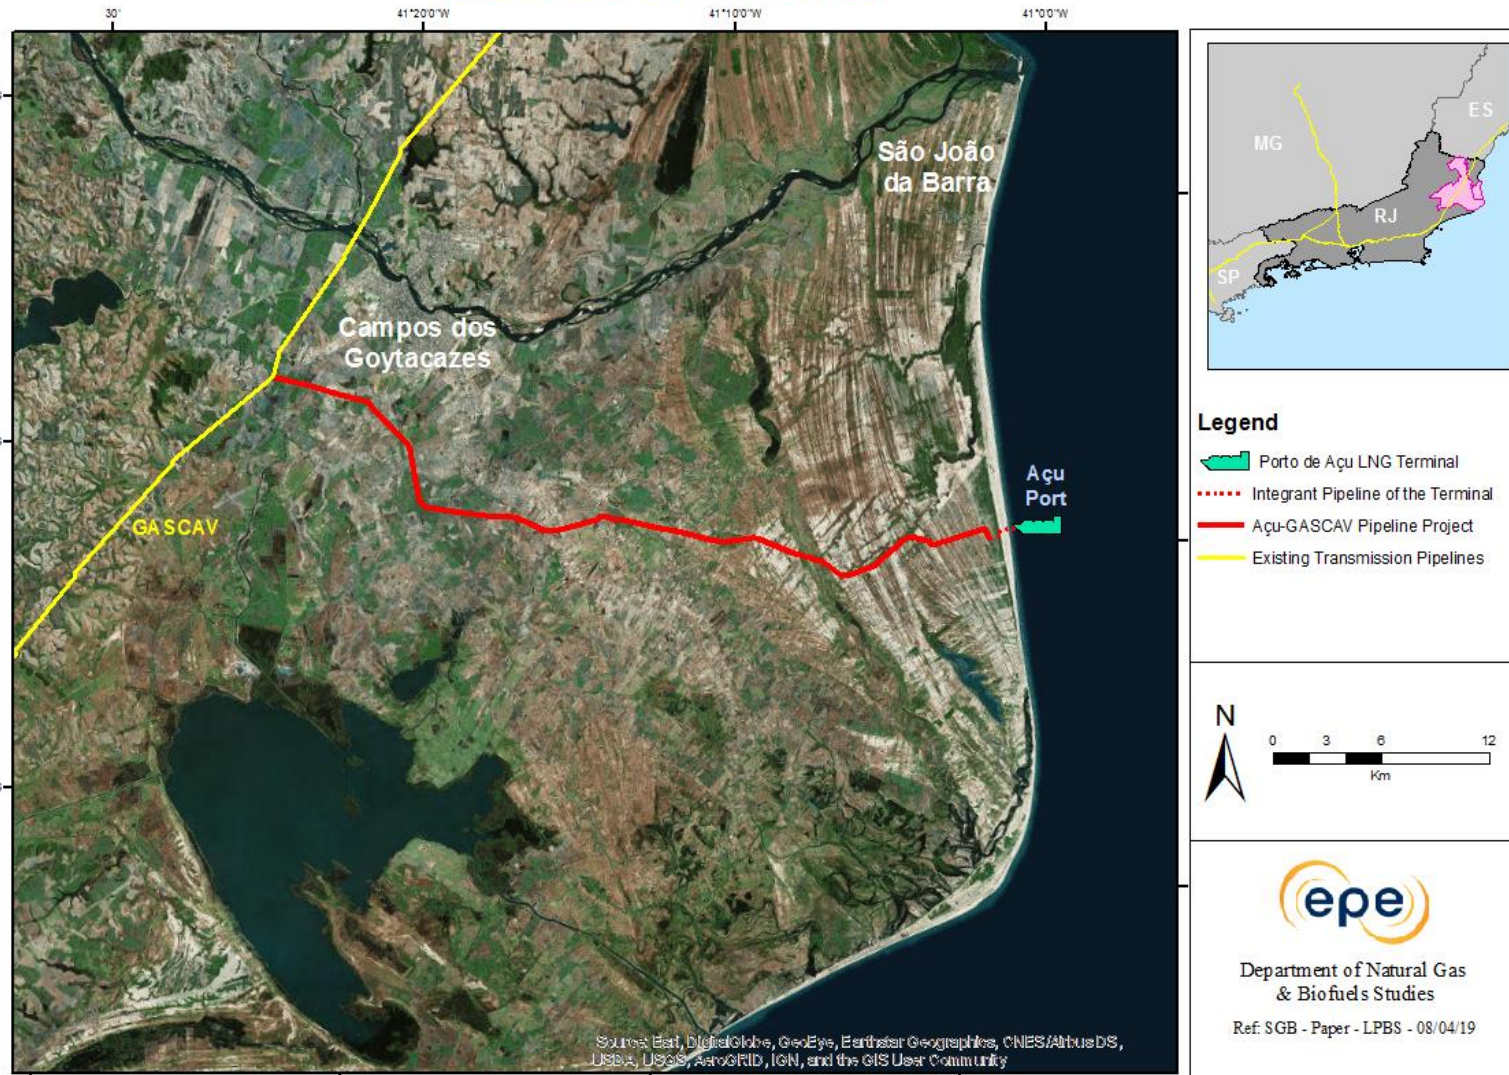 30' 41°20'0"W 41°10'0"W 41°0'0"W
São João
da Barra
Campos dos
Goytacazes
GASCAV
Açu
Port
Source: Esri, DigitalGlobe, GeoEye, Earthstar Geographics, CNES/Airbus DS,
USDA, USGS, AeroGRID, IGN, and the GIS User Community
MG
ES
RJ
SP
Legend
Porto de Açu LNG Terminal
Integrant Pipeline of the Terminal
Açu-GASCAV Pipeline Project
Existing Transmission Pipelines
N
0 3 6 12
Km
epe
Department of Natural Gas
& Biofuels Studies
Ref: SGB - Paper - LPBS - 08/04/19